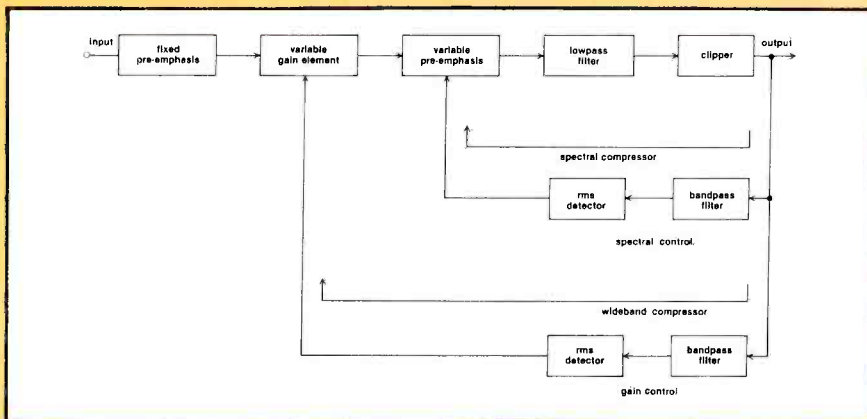 input
fixed
pre-emphasis
variable
gain element
variable
pre-emphasis
lowpass
filter
clipper
output
spectral compressor
rms
detector
bandpass
filter
spectral control.
wideband compressor
rms
detector
bandpass
filter
gain control